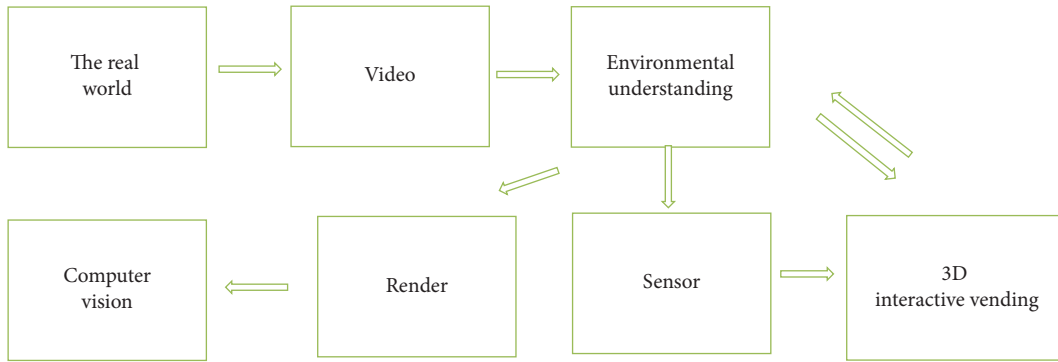 The real
world
Video
Environmental
understanding
Computer
vision
Render
Sensor
3D
interactive vending